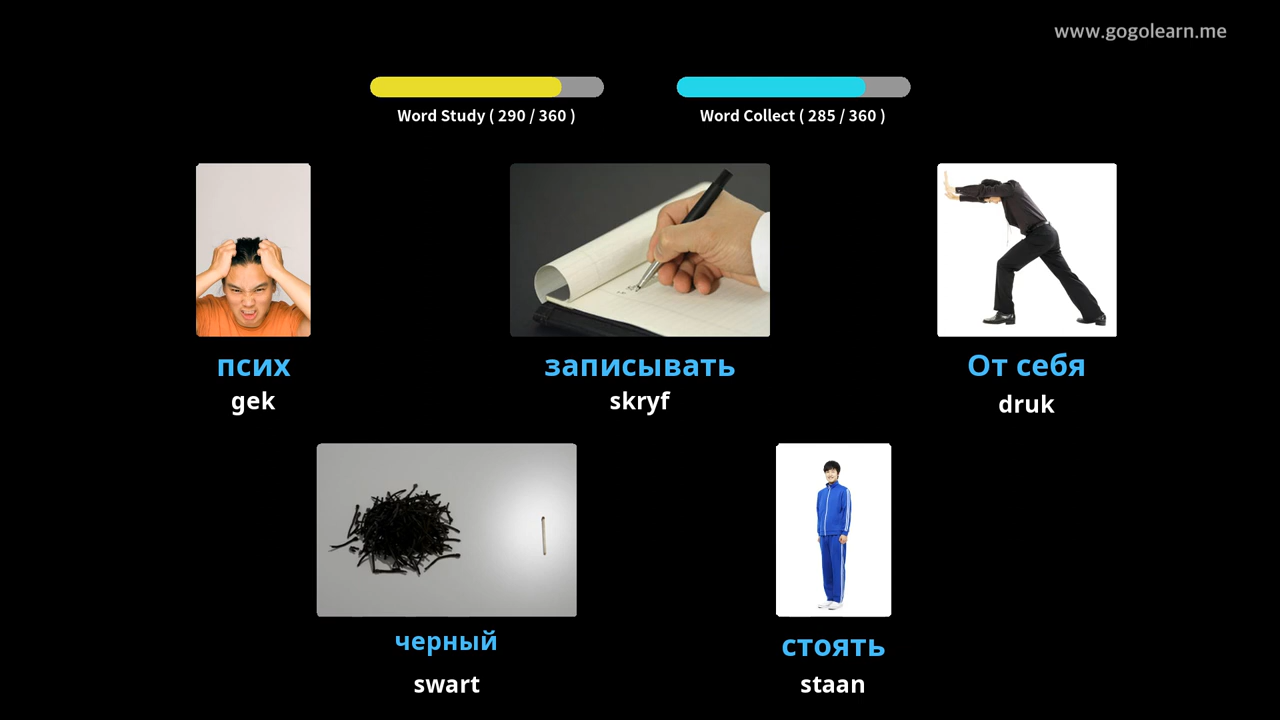 www.gogolearn.me
Word Study ( 290 / 360 )
Word Collect ( 285 / 360 )
псих
gek
записывать
skryf
От себя
druk
черный
swart
стоять
staan